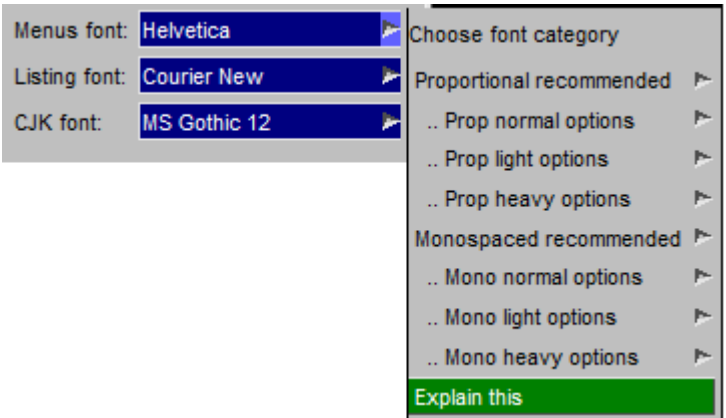 Menus font: Helvetica
Listing font: Courier New
CJK font: MS Gothic 12
Choose font category
Proportional recommended
.. Prop normal options
.. Prop light options
.. Prop heavy options
Monospaced recommended
.. Mono normal options
.. Mono light options
.. Mono heavy options
Explain this